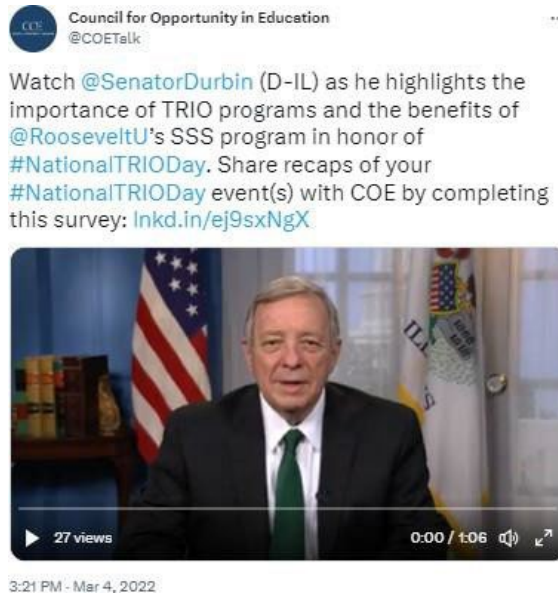 Council for Opportunity in Education
@COETalk
Watch @SenatorDurbin (D-IL) as he highlights the
importance of TRIO programs and the benefits of
@RooseveltU's SSS program in honor of
#NationalTRIODay. Share recaps of your
#NationalTRIODay event(s) with COE by completing
this survey: lnkd.in/ej9sxNgX
27 views
0:00 / 1:06
3:21 PM - Mar 4, 2022